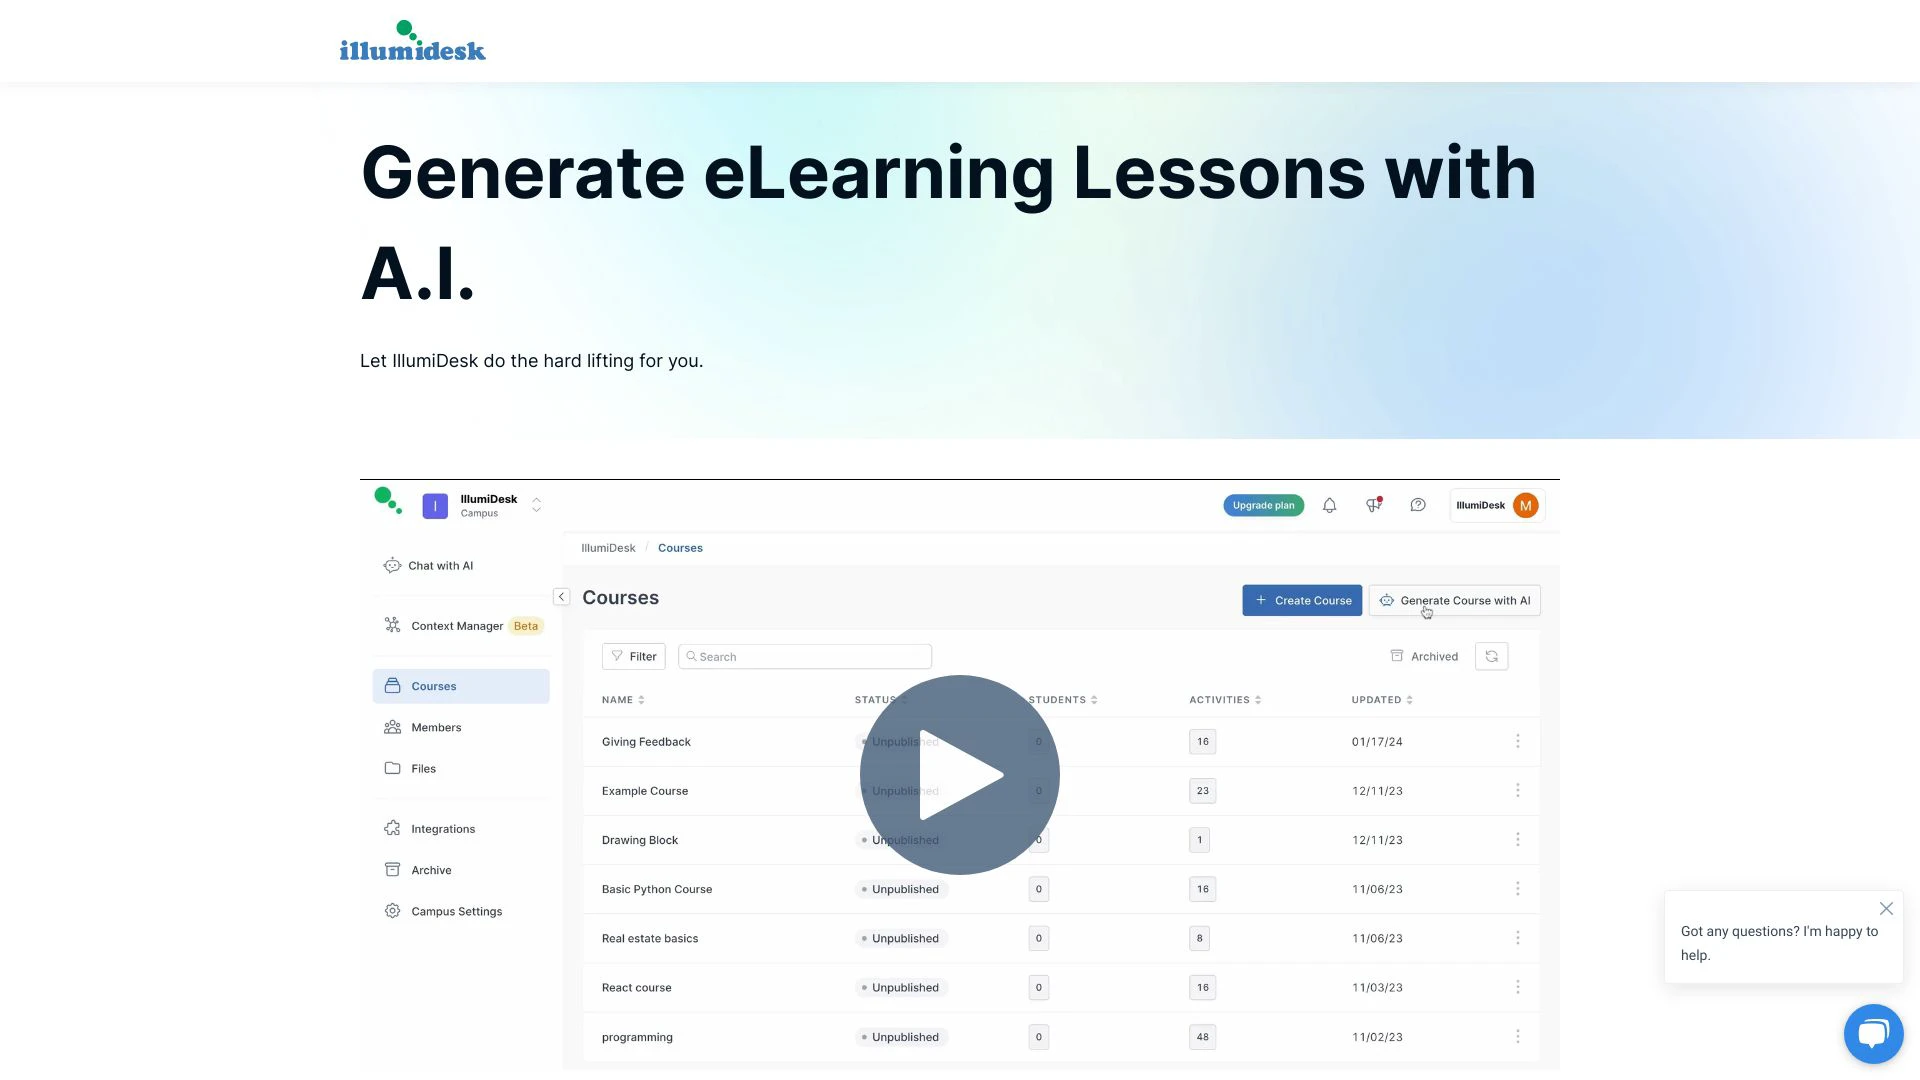 illumidesk
Generate eLearning Lessons with
A.I.
Let IllumiDesk do the hard lifting for you.
I IllumiDesk
Campus
Upgrade plan
IllumiDesk M
Chat with AI
Context Manager Beta
Courses
Members
Files
Integrations
Archive
Campus Settings
IllumiDesk / Courses
Courses
+ Create Course
Generate Course with AI
Filter
Search
Archived
NAME STATUS STUDENTS ACTIVITIES UPDATED
Giving Feedback Unpublished 0 16 01/17/24
Example Course Unpublished 0 23 12/11/23
Drawing Block Unpublished 0 1 12/11/23
Basic Python Course Unpublished 0 16 11/06/23
Real estate basics Unpublished 0 8 11/06/23
React course Unpublished 0 16 11/03/23
programming Unpublished 0 48 11/02/23
Got any questions? I'm happy to
help.